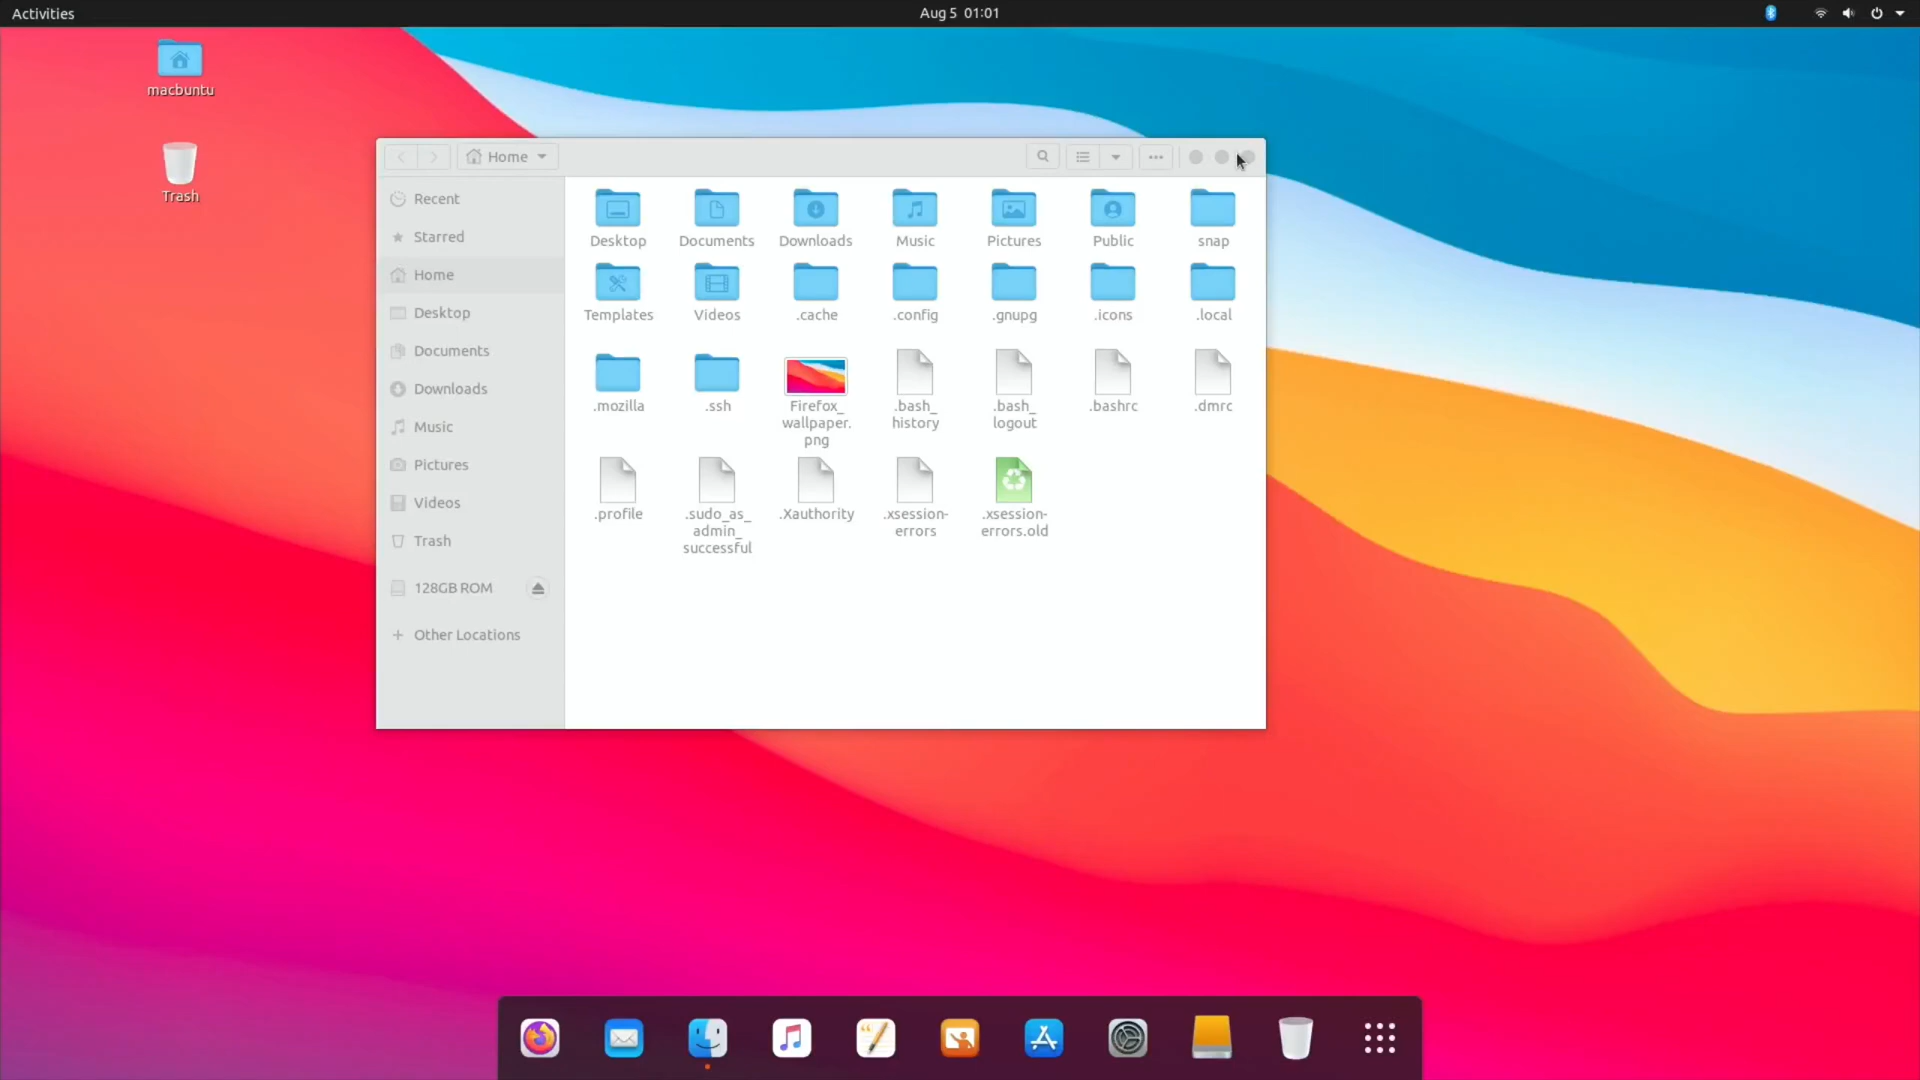 Activities
Aug 5 01:01
macbuntu
Trash
Home
Recent
Starred
Home
Desktop
Documents
Downloads
Music
Pictures
Videos
Trash
128GB ROM
Other Locations
Desktop
Documents
Downloads
Music
Pictures
Public
snap
Templates
Videos
.cache
.config
.gnupg
.icons
.local
.mozilla
.ssh
Firefox_
wallpaper.
png
.bash_
history
.bash_
logout
.bashrc
.dmrc
.profile
.sudo_as_
admin_
successful
.Xauthority
.xsession-
errors
.xsession-
errors.old